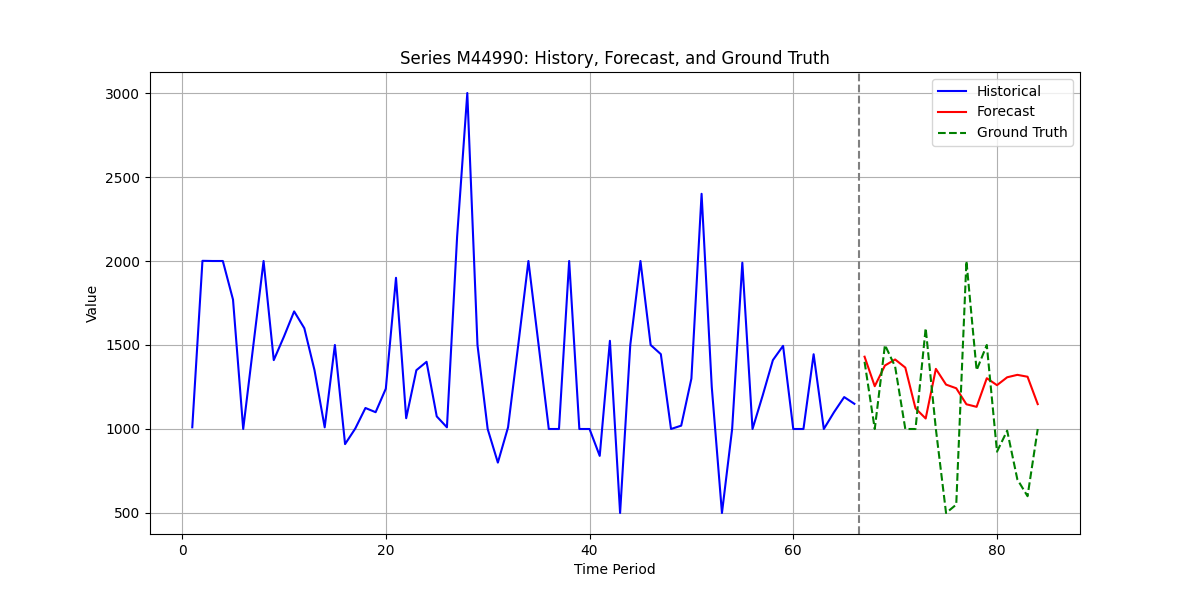 Series M44990: History, Forecast, and Ground Truth
Historical
Forecast
Ground Truth
3000
2500
2000
1500
1000
500
Value
0 20 40 60 80
Time Period